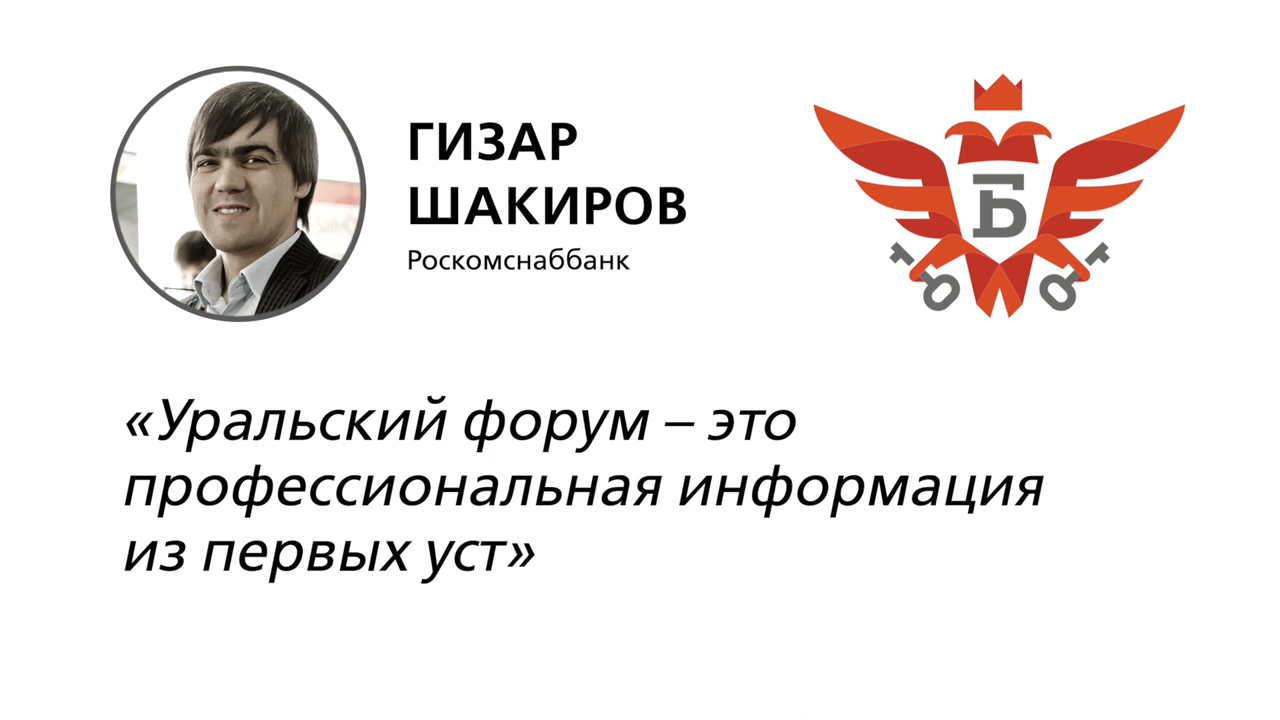 ГИЗАР
ШАКИРОВ
Роскомснаббанк
Б
«Уральский форум – это
профессиональная информация
из первых уст»